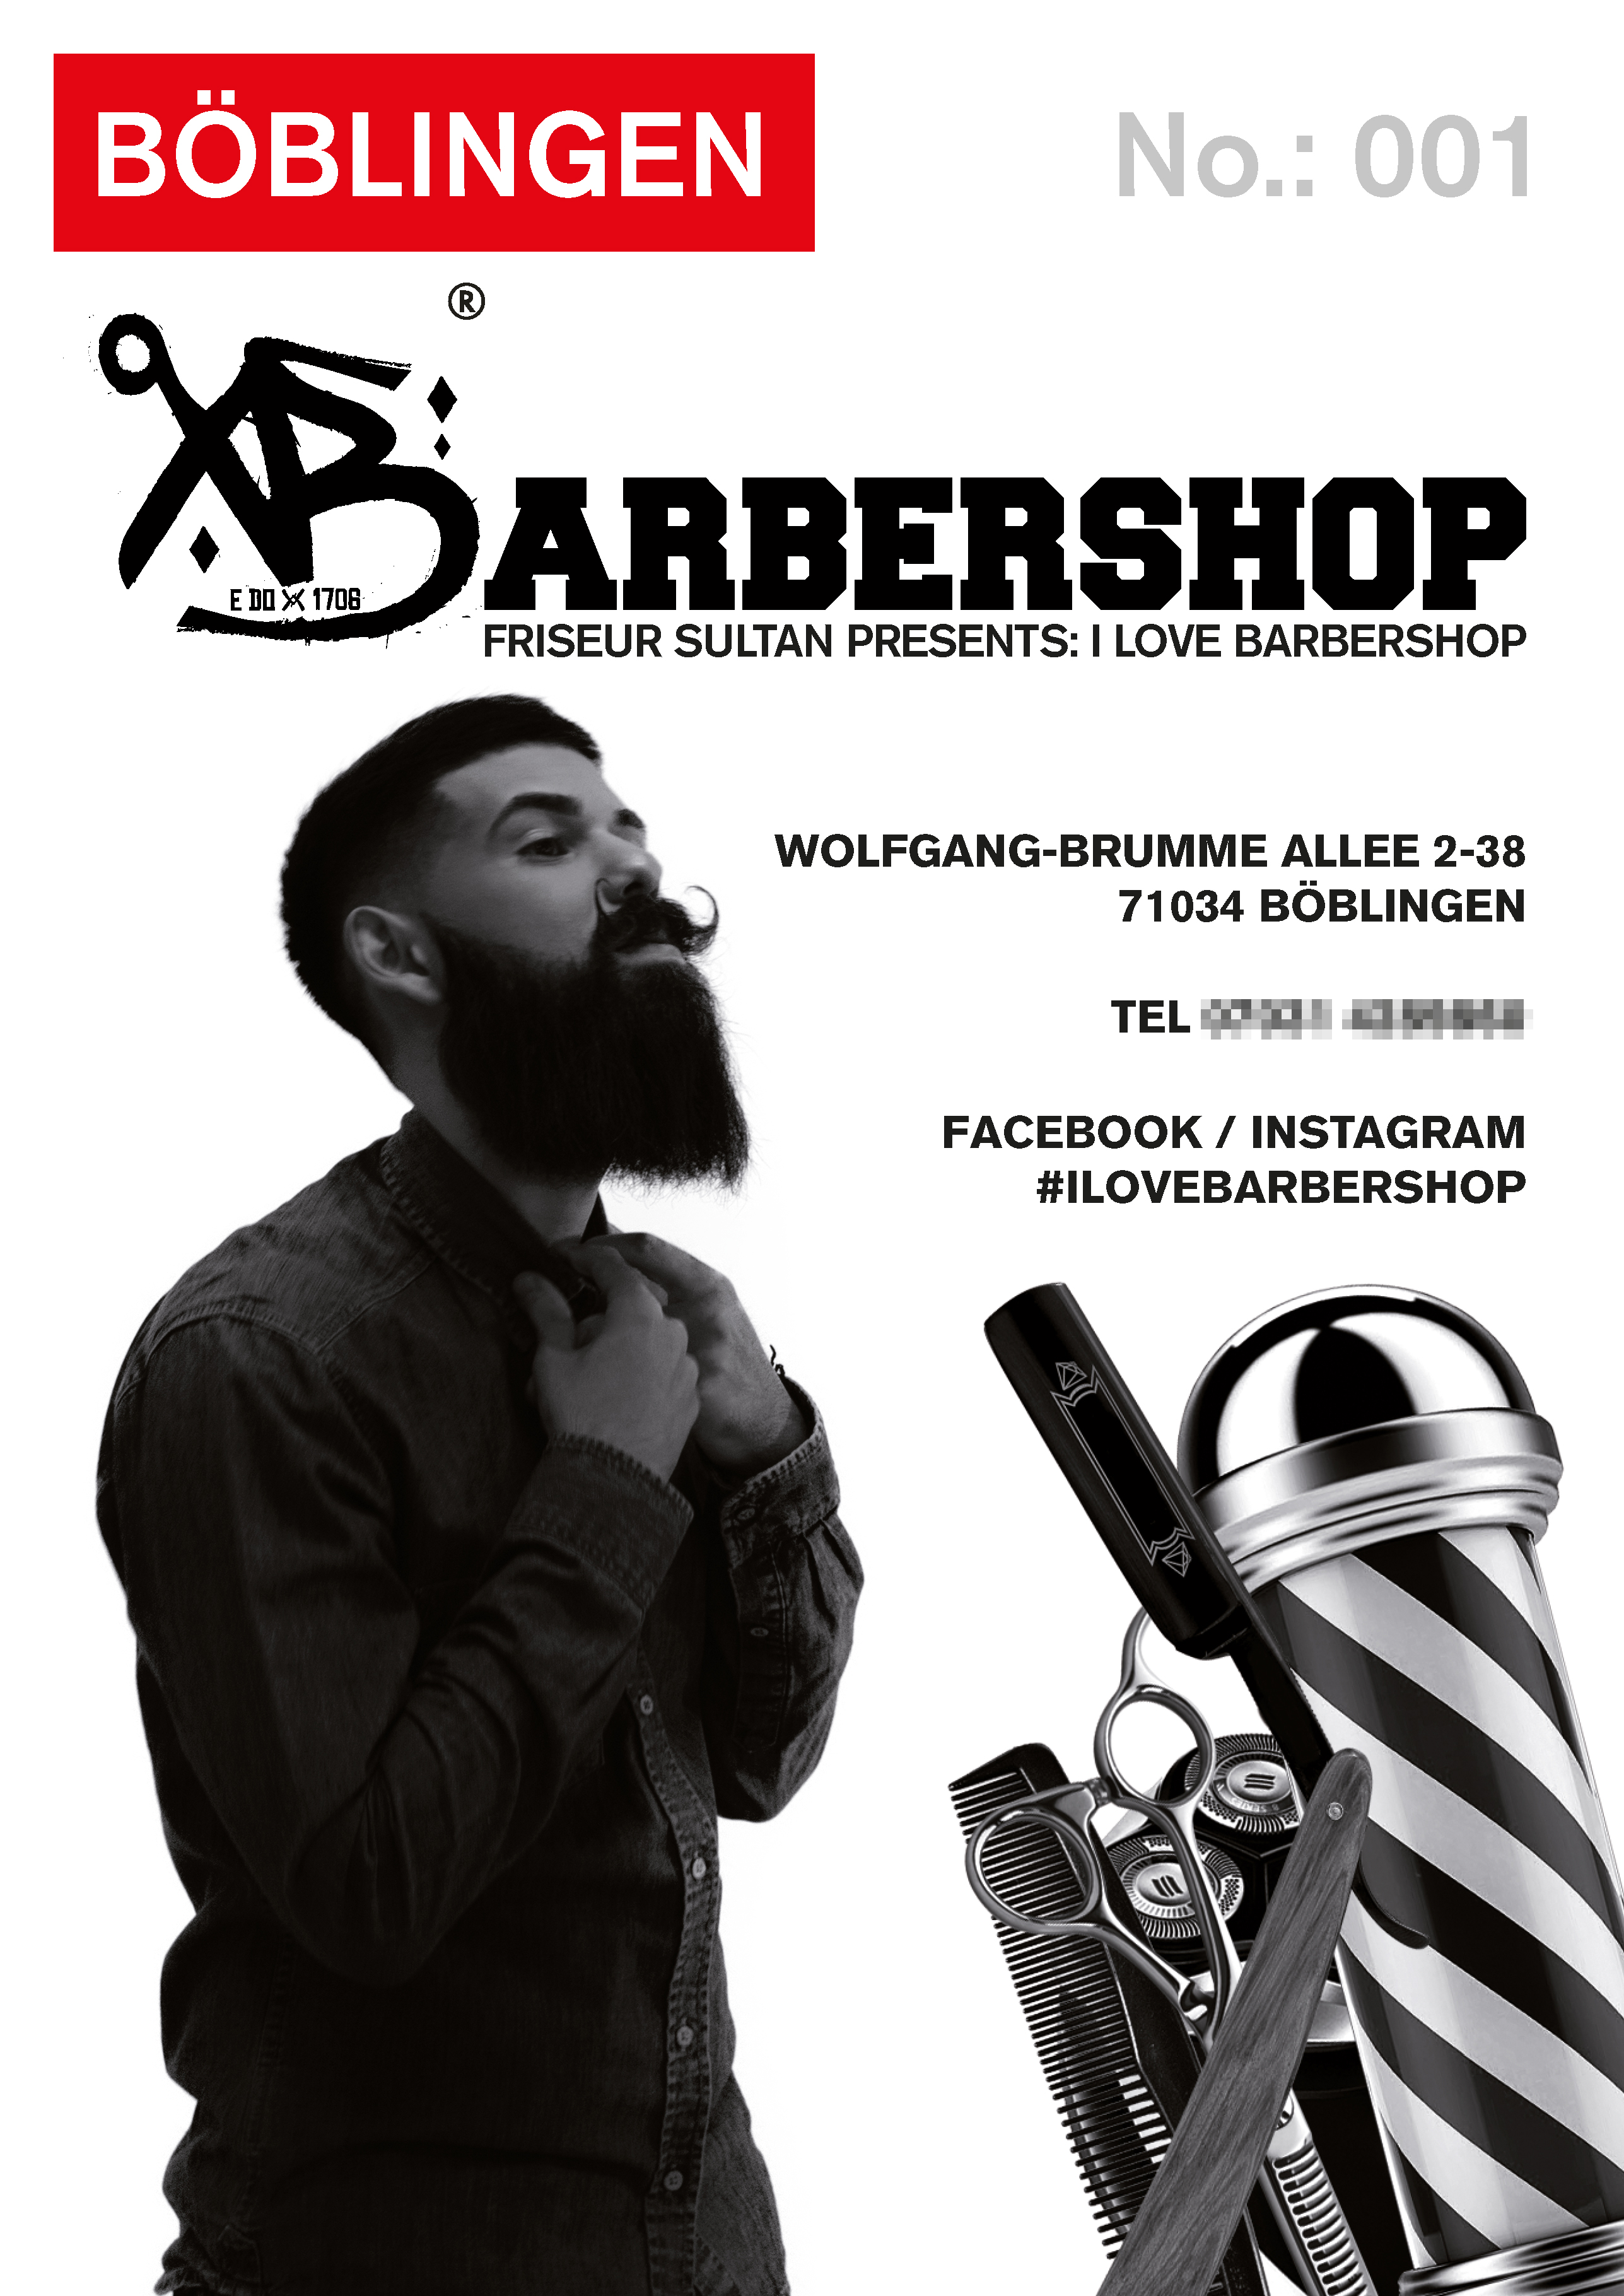 BÖBLINGEN
No.: 001
®
BARBERSHOP
E DO 1706
FRISEUR SULTAN PRESENTS: I LOVE BARBERSHOP
WOLFGANG-BRUMME ALLEE 2-38
71034 BÖBLINGEN
TEL
FACEBOOK / INSTAGRAM
#ILOVEBARBERSHOP